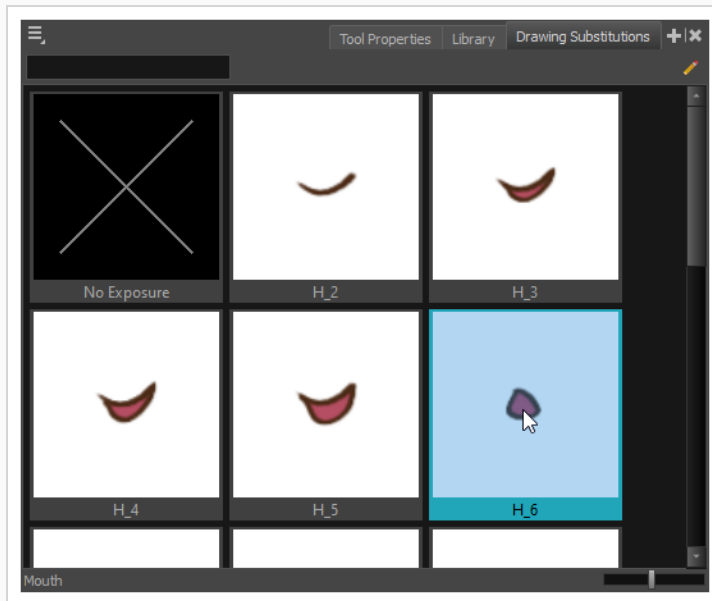 Tool Properties Library Drawing Substitutions
No Exposure H_2 H_3
H_4 H_5 H_6
Mouth